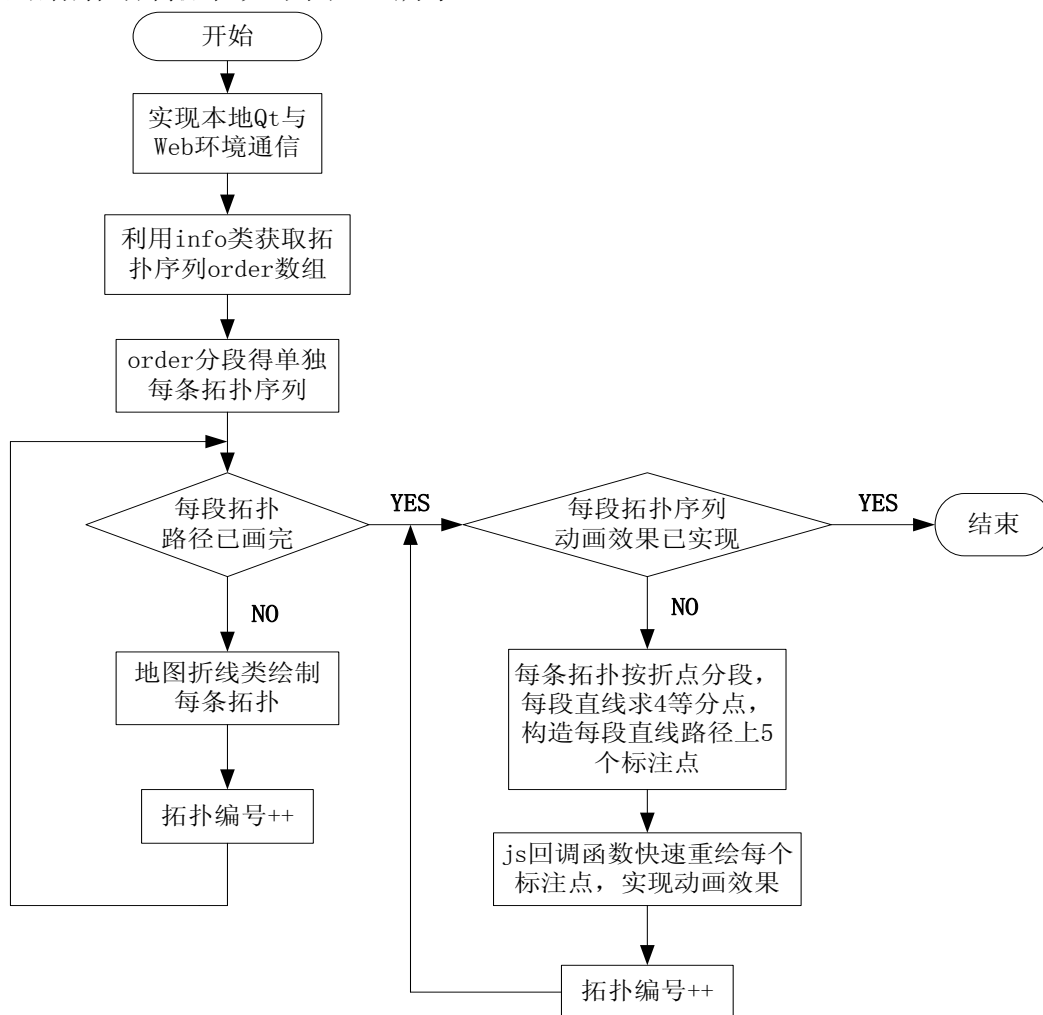 开始
实现本地Qt与
Web环境通信
利用info类获取拓
扑序列order数组
order分段得单独
每条拓扑序列
每段拓扑
路径已画完
YES
每段拓扑序列
动画效果已实现
YES
结束
NO
地图折线类绘制
每条拓扑
拓扑编号++
NO
每条拓扑按折点分段，
每段直线求4等分点，
构造每段直线路径上5
个标注点
js回调函数快速重绘每个
标注点，实现动画效果
拓扑编号++